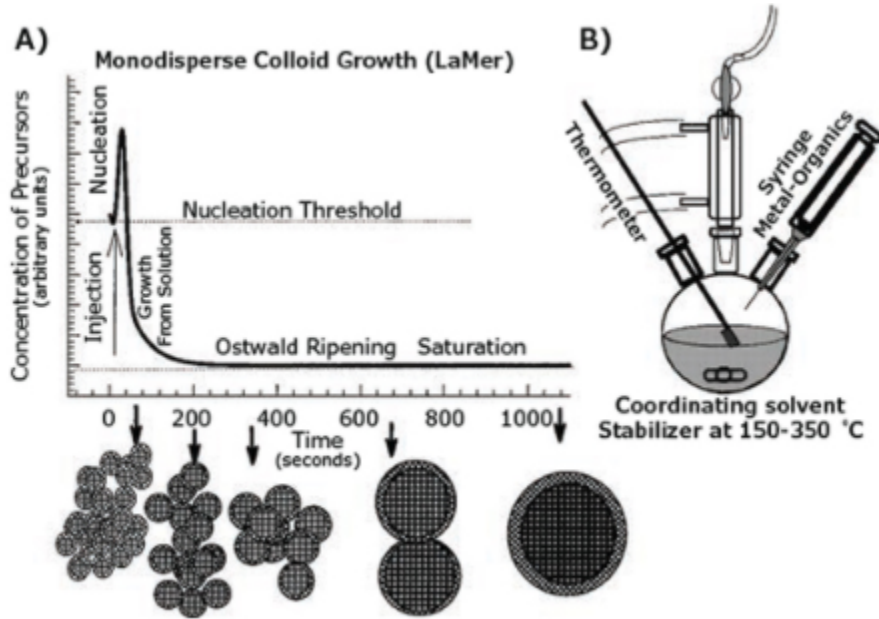 A)
Monodisperse Colloid Growth (LaMer)
Concentration of Precursors
(arbitrary units)
Nucleation
Injection
Nucleation Threshold
Growth
From Solution
Ostwald Ripening
Saturation
0 200 400 600 800 1000
Time
(seconds)
B)
Thermometer
Syringe
Metal-Organics
Coordinating solvent
Stabilizer at 150-350 °C